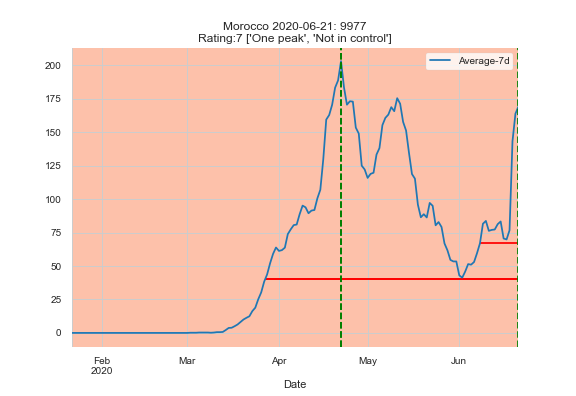 Morocco 2020-06-21: 9977
Rating:7 ['One peak', 'Not in control']
Average-7d
200
175
150
125
100
75
50
25
0
Feb
2020
Mar
Apr
May
Jun
Date